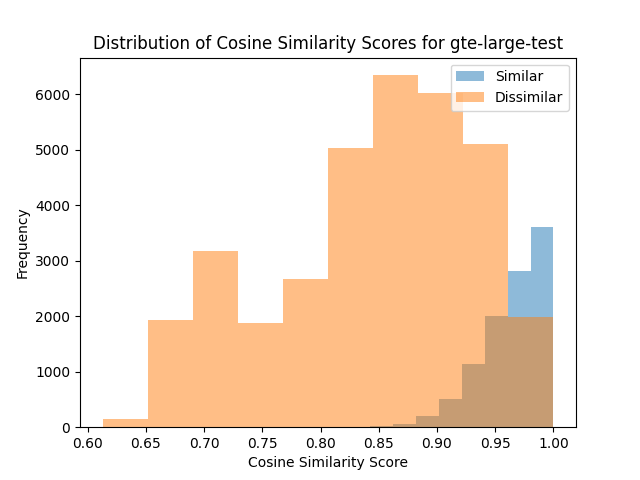 Distribution of Cosine Similarity Scores for gte-large-test
Similar
Dissimilar
6000
5000
4000
3000
2000
1000
0
Frequency
0.60 0.65 0.70 0.75 0.80 0.85 0.90 0.95 1.00
Cosine Similarity Score